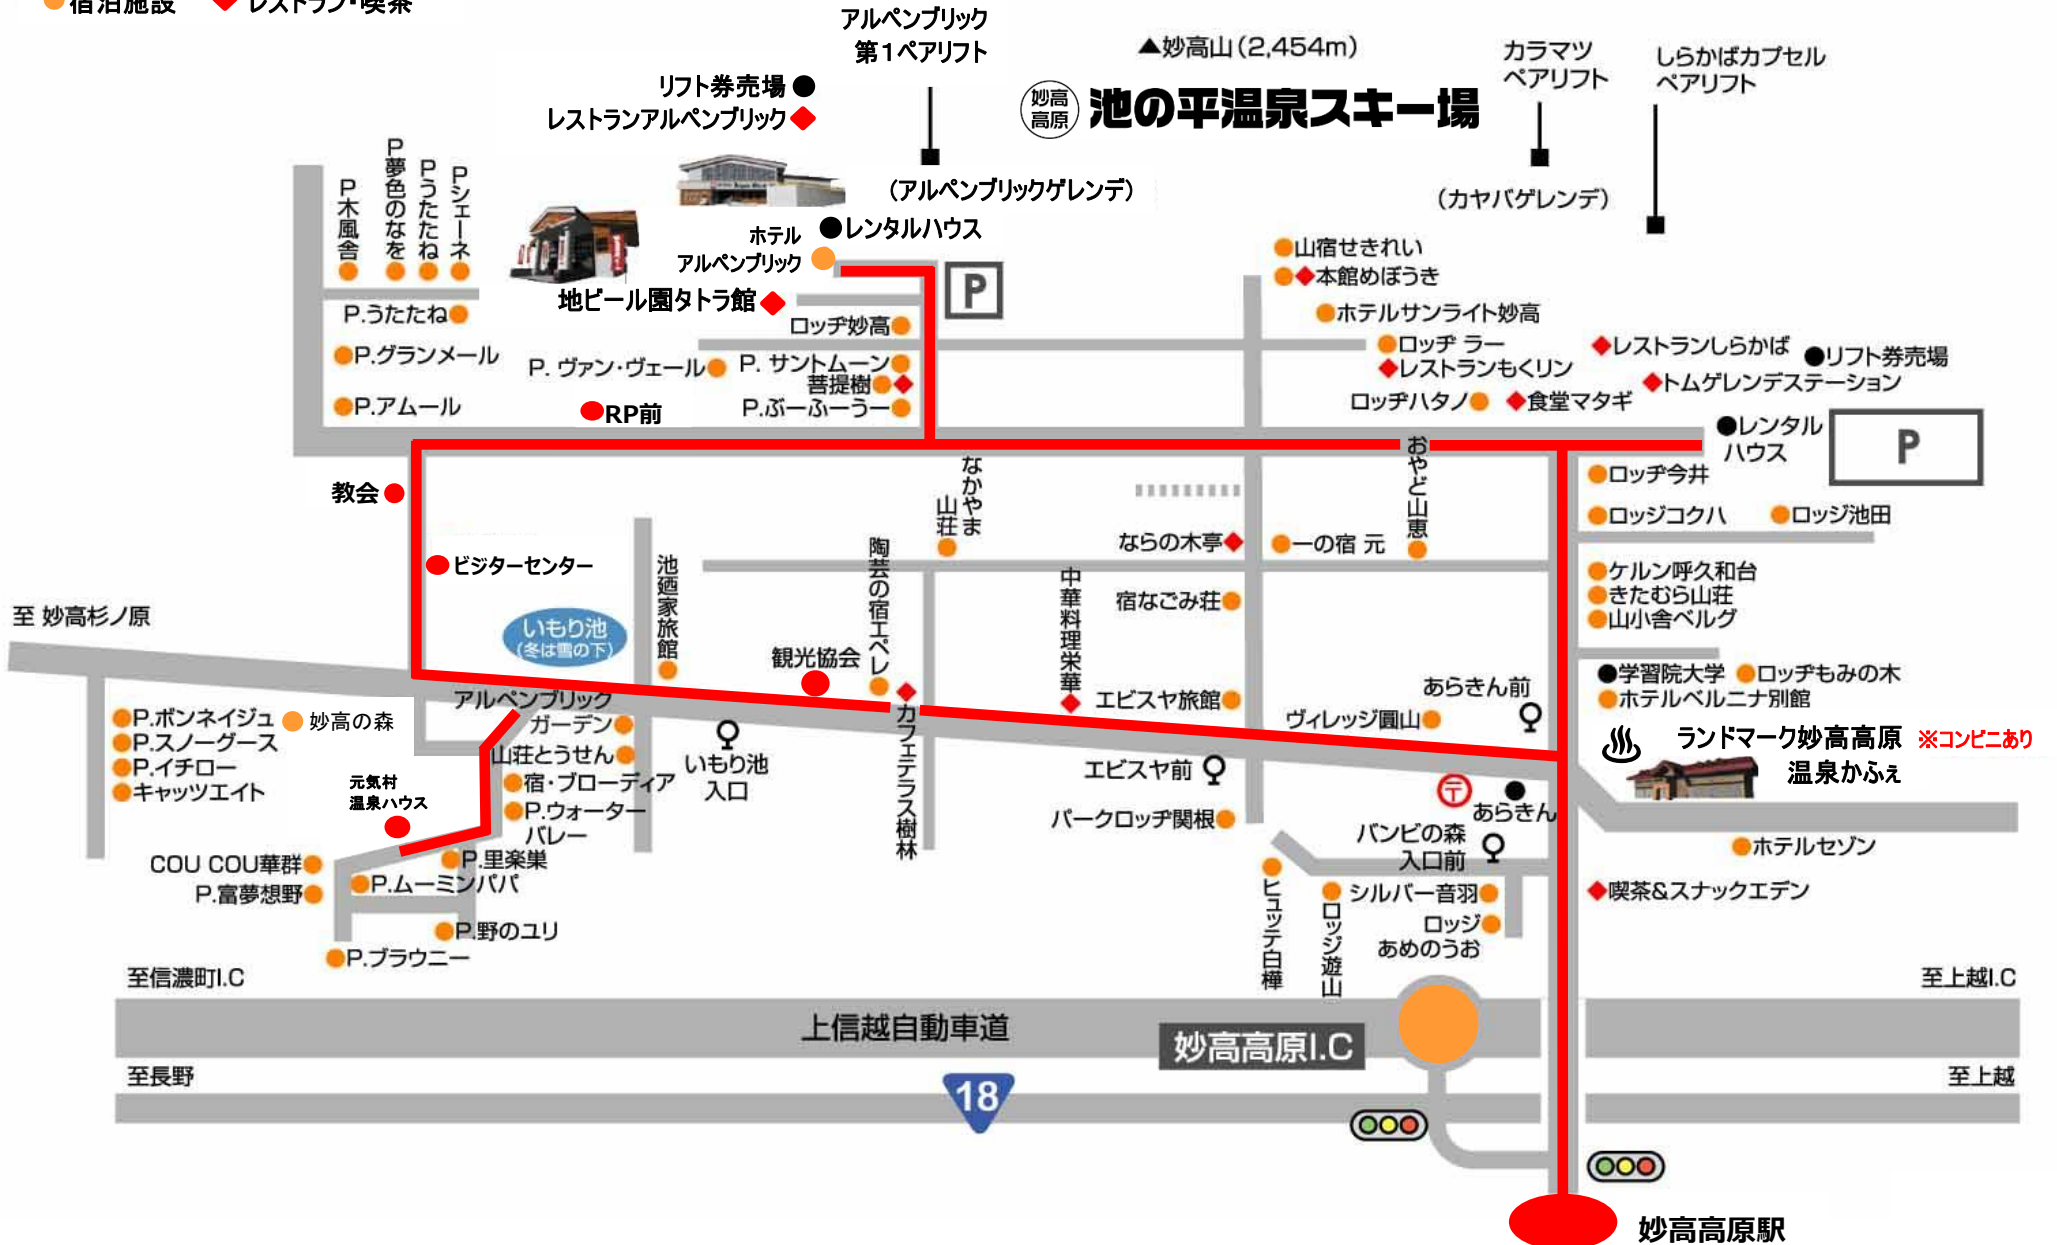 宿泊施設
レストラン・喫茶
アルペンブリック
第1ペアリフト
▲妙高山(2,454m)
妙高
高原
池の平温泉スキー場
カラマツ
ペアリフト
しらかばカプセル
ペアリフト
リフト券売場
レストランアルペンブリック
(アルペンブリックゲレンデ)
(カヤバゲレンデ)
P木風舎
P夢色のなを
Pうたたね
Pシェーネ
レンタルハウス
ホテル
アルペンブリック
P
地ビール園タトラ館
山宿せきれい
本館めぼうき
ホテルサンライト妙高
P.うたたね
ロッヂ妙高
P.グランメール
P. ヴァン・ヴェール
P. サントムーン
菩提樹
P.ぶーふーうー
P.アムール
RP前
ロッヂ ラー
レストランもくリン
ロッヂハタノ
食堂マタギ
レストランしらかば
リフト券売場
トムゲレンデステーション
レンタル
ハウス
P
教会
なかやま
山荘
おやど山恵
ロッヂ今井
ロッジコクハ
ロッジ池田
ビジターセンター
池廼家旅館
陶芸の宿エペレ
ならの木亭
一の宿 元
中華料理栄華
宿なごみ荘
ケルン呼久和台
きたむら山荘
山小舎ベルグ
至 妙高杉ノ原
いもり池
(冬は雪の下)
観光協会
学習院大学
ロッヂもみの木
ホテルベルニナ別館
アルペンブリック
ガーデン
エビスヤ旅館
あらきん前
ヴィレッジ圓山
P.ボンネイジュ
妙高の森
P.スノーグース
P.イチロー
キャッツエイト
山荘とうせん
宿・ブローディア
P.ウォーター
バレー
いもり池
入口
カフェテラス樹林
エビスヤ前
ランドマーク妙高高原
※コンビニあり
温泉かふぇ
元気村
温泉ハウス
パークロッヂ関根
〒
あらきん
バンビの森
入口前
ホテルセゾン
COU COU華群
P.里楽巣
P.ムーミンパパ
P.富夢想野
P.野のユリ
P.ブラウニー
ヒュッテ白樺
ロッジ遊山
シルバー音羽
ロッジ
あめのうお
喫茶&スナックエデン
至信濃町I.C
至上越I.C
上信越自動車道
妙高高原I.C
至長野
至上越
18
妙高高原駅